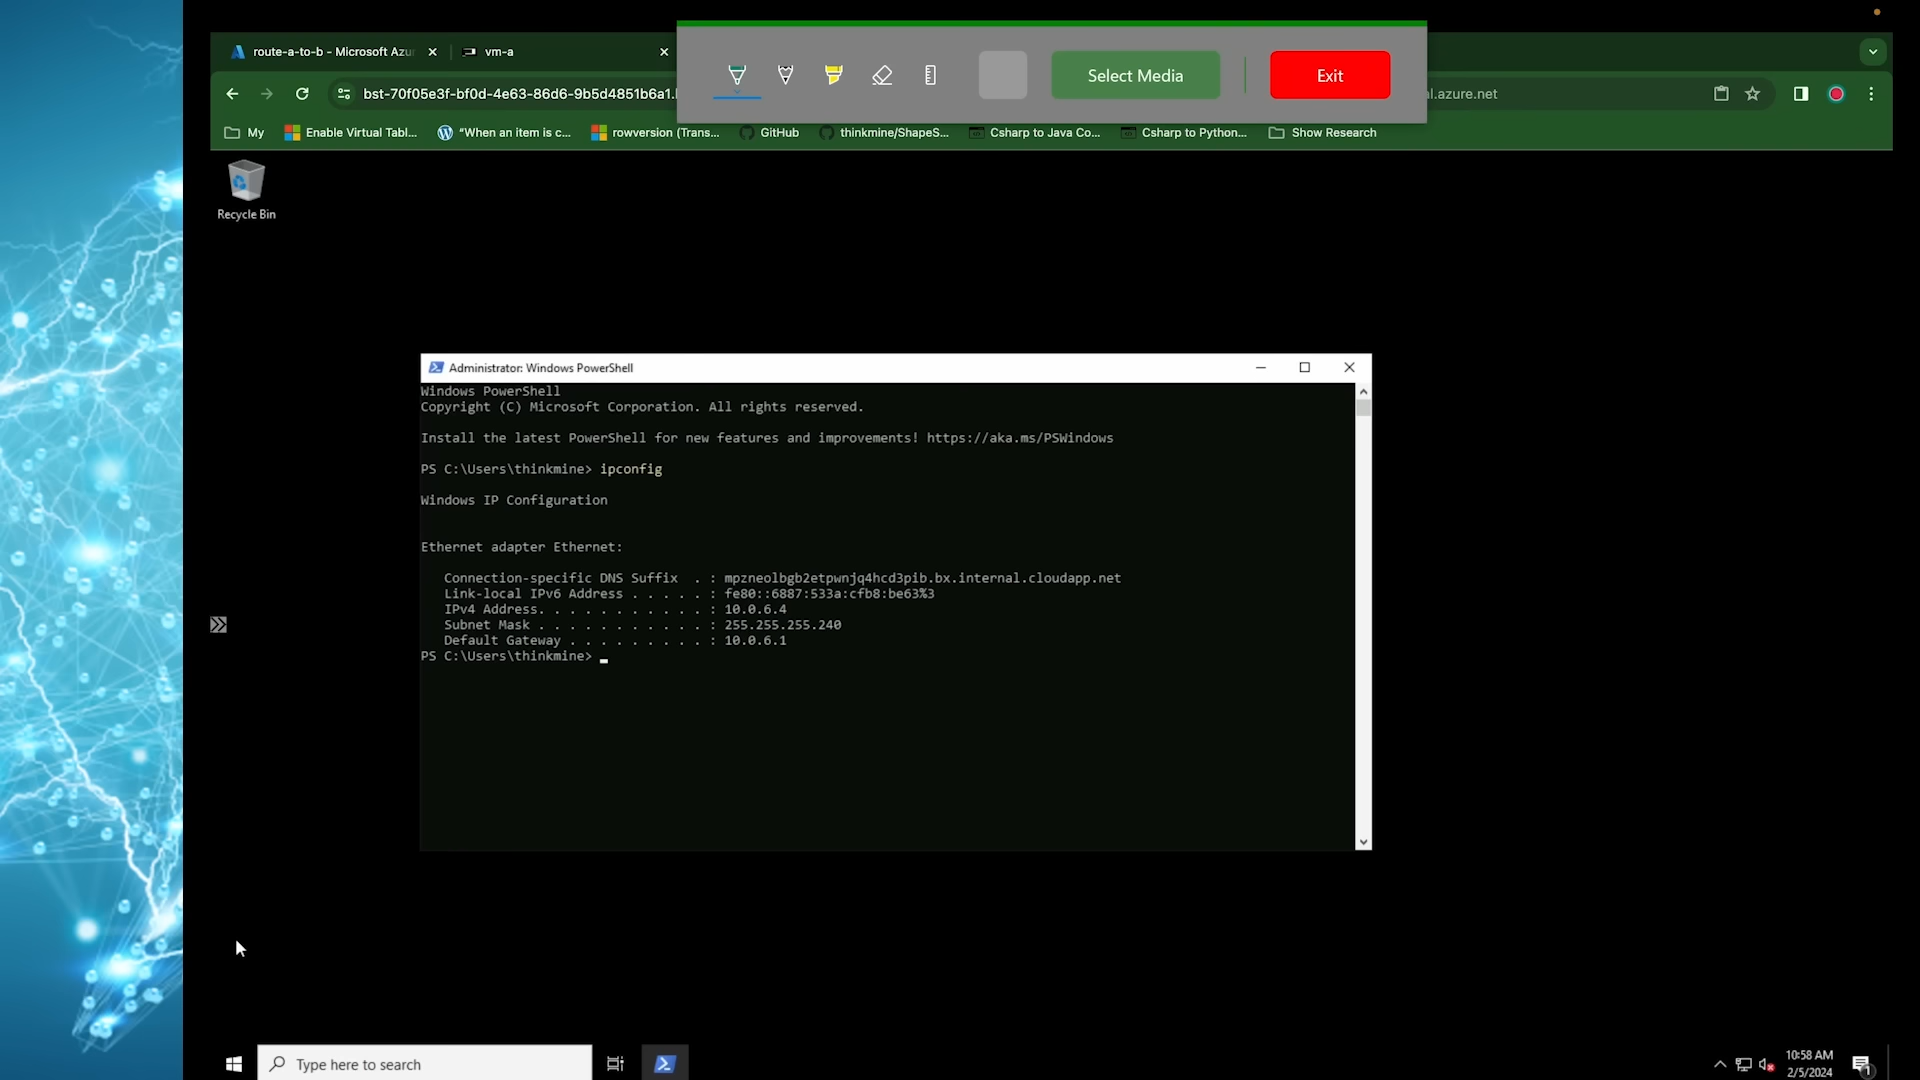 route-a-to-b - Microsoft Azu
vm-a
Select Media
Exit
bst-70f05e3f-bf0d-4e63-86d6-9b5d4851b6a1.
l.azure.net
My
Enable Virtual Tabl...
"When an item is c...
rowversion (Trans...
GitHub
thinkmine/ShapeS...
Csharp to Java Co...
Csharp to Python...
Show Research
Recycle Bin
Administrator: Windows PowerShell
Windows PowerShell
Copyright (C) Microsoft Corporation. All rights reserved.
Install the latest PowerShell for new features and improvements! https://aka.ms/PSWindows
PS C:\Users\thinkmine> ipconfig
Windows IP Configuration
Ethernet adapter Ethernet:
Connection-specific DNS Suffix  . : mpzneolbgb2etpwnjq4hcd3pib.bx.internal.cloudapp.net
Link-local IPv6 Address . . . . . : fe80::6887:533a:cfb8:be63%3
IPv4 Address. . . . . . . . . . . : 10.0.6.4
Subnet Mask . . . . . . . . . . . : 255.255.255.240
Default Gateway . . . . . . . . . : 10.0.6.1
PS C:\Users\thinkmine>
Type here to search
10:58 AM
2/5/2024
1